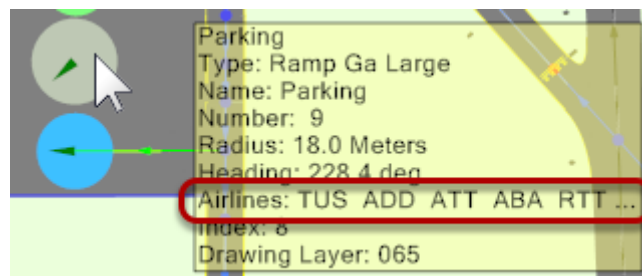 Parking
Type: Ramp Ga Large
Name: Parking
Number:  9
Radius: 18.0 Meters
Heading: 228.4 deg
Airlines: TUS  ADD  ATT  ABA  RTT ...
Index: 8
Drawing Layer: 065